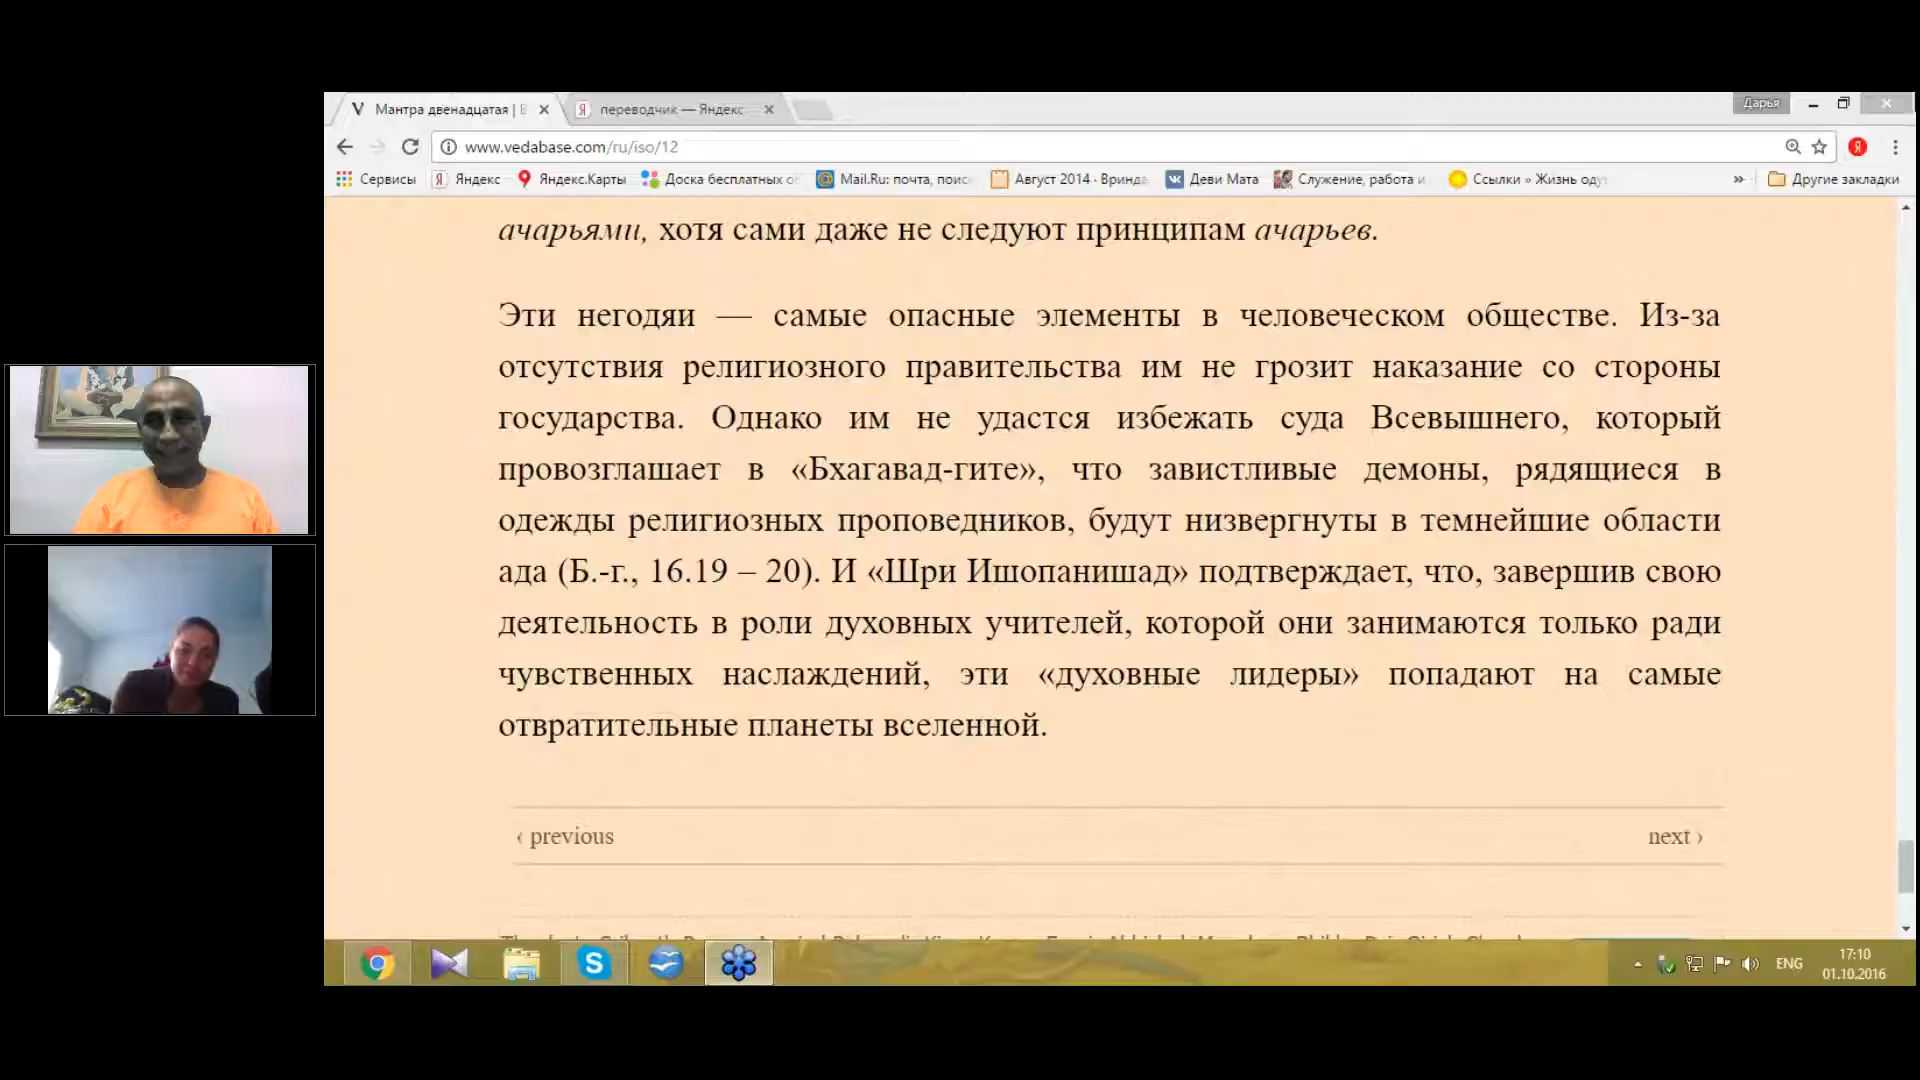 Мантра двенадцатая |
переводчик — Яндекс
Дарья
www.vedabase.com/ru/iso/12
Сервисы
Яндекс
Яндекс.Карты
Доска бесплатных
Mail.Ru: почта, поис
Август 2014 - Вринда
Деви Мата
Служение, работа и
Ссылки » Жизнь од
»
Другие закладки
ачарьями, хотя сами даже не следуют принципам ачарьев.
Эти негодяи — самые опасные элементы в человеческом обществе. Из-за
отсутствия религиозного правительства им не грозит наказание со стороны
государства. Однако им не удастся избежать суда Всевышнего, который
провозглашает в «Бхагавад-гите», что завистливые демоны, рядящиеся в
одежды религиозных проповедников, будут низвергнуты в темнейшие области
ада (Б.-г., 16.19 – 20). И «Шри Ишопанишад» подтверждает, что, завершив свою
деятельность в роли духовных учителей, которой они занимаются только ради
чувственных наслаждений, эти «духовные лидеры» попадают на самые
отвратительные планеты вселенной.
‹ previous
next ›
ENG
17:10
01.10.2016